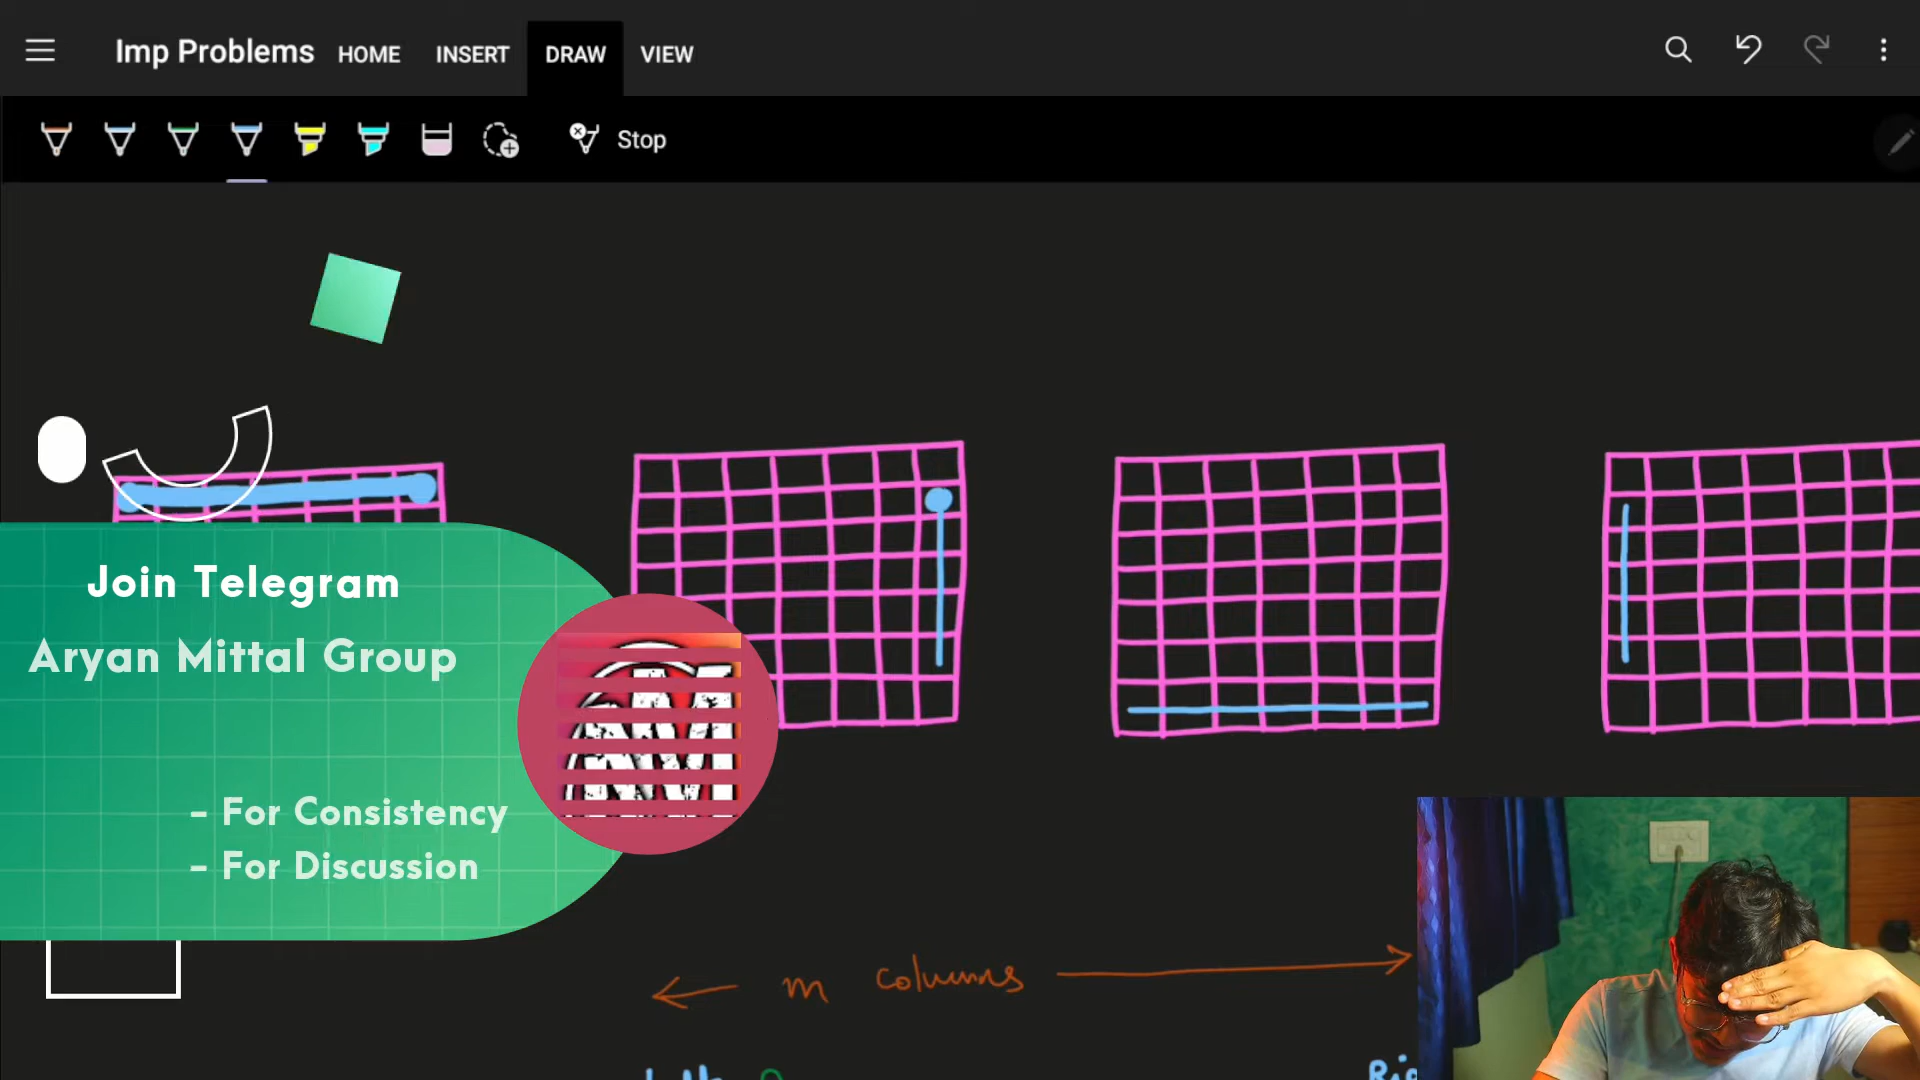 Imp Problems HOME INSERT DRAW VIEW
Stop
Join Telegram
Aryan Mittal Group
- For Consistency
- For Discussion
m columns